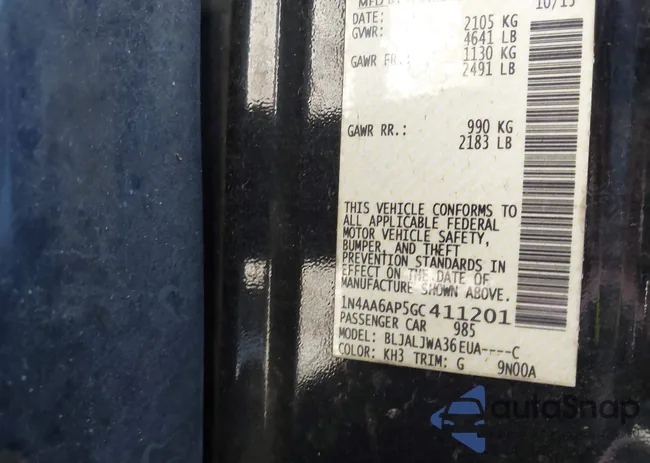 10/15
DATE:
GVWR: 2105 KG
4641 LB
GAWR FR.: 1130 KG
2491 LB
GAWR RR.: 990 KG
2183 LB
THIS VEHICLE CONFORMS TO
ALL APPLICABLE FEDERAL
MOTOR VEHICLE SAFETY,
BUMPER, AND THEFT
PREVENTION STANDARDS IN
EFFECT ON THE DATE OF
MANUFACTURE SHOWN ABOVE.
1N4AA6AP5GC411201
PASSENGER CAR 985
MODEL: BLJALJWA36EUA----C
COLOR: KH3 TRIM: G 9N00A
autoSnap